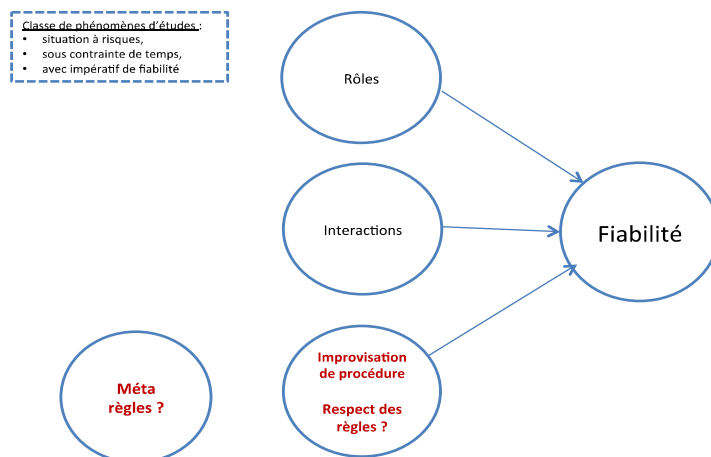 Classe de phénomènes d'études :
• situation à risques,
• sous contrainte de temps,
• avec impératif de fiabilité
Rôles
Interactions
Fiabilité
Improvisation
de procédure
Respect des
règles ?
Méta
règles ?